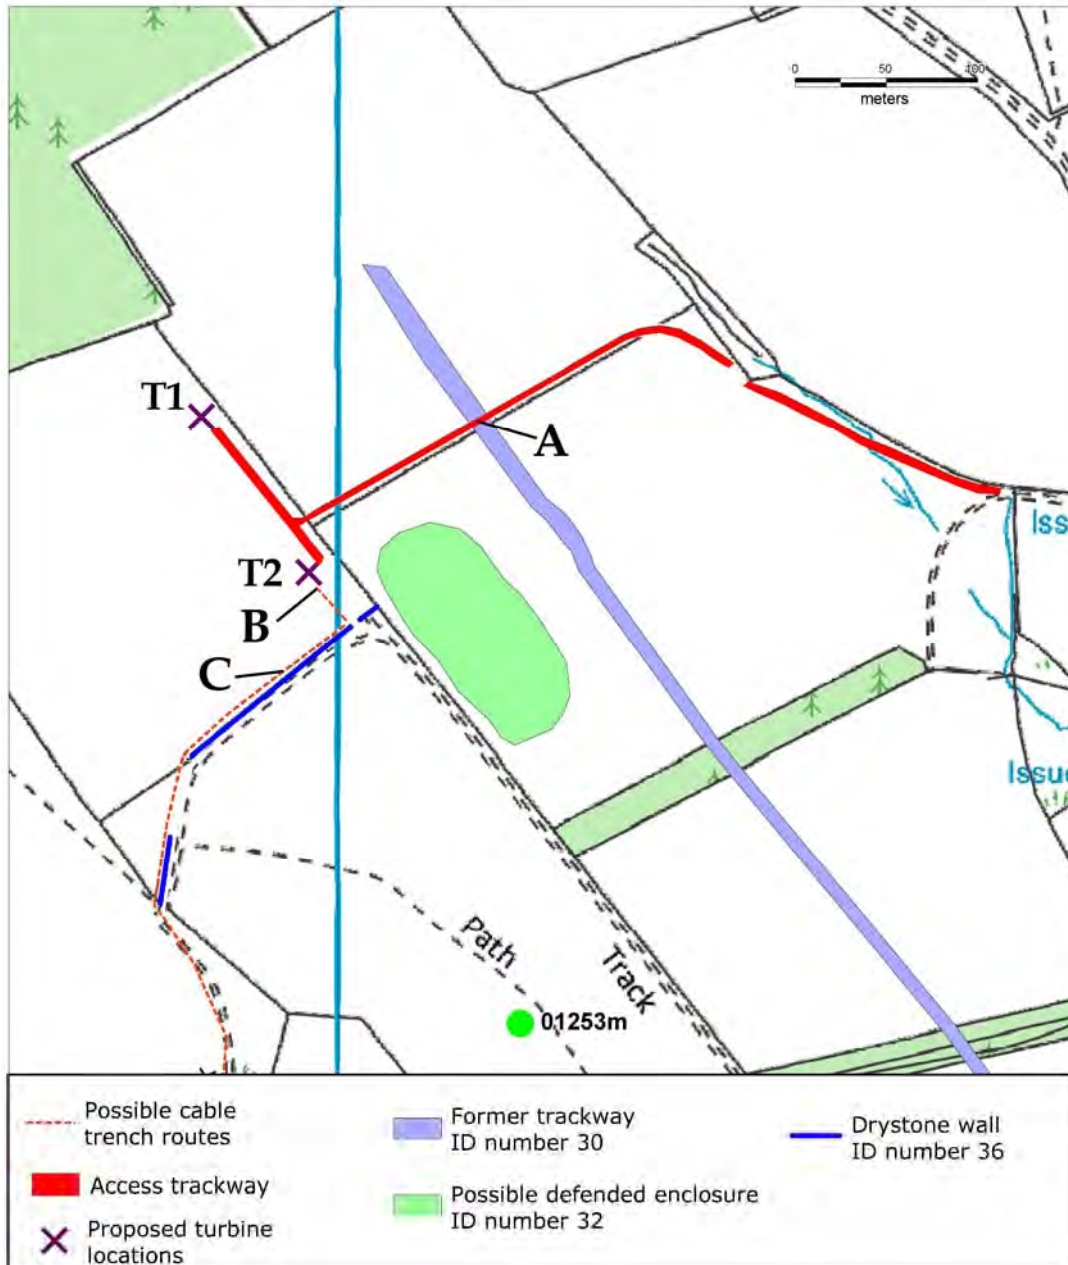 0 50 100
meters
T1
A
Iss
T2
B
C
Issue
Path
Track
01253m
Possible cable
trench routes
Access trackway
Proposed turbine
locations
Former trackway
ID number 30
Possible defended enclosure
ID number 32
Drystone wall
ID number 36